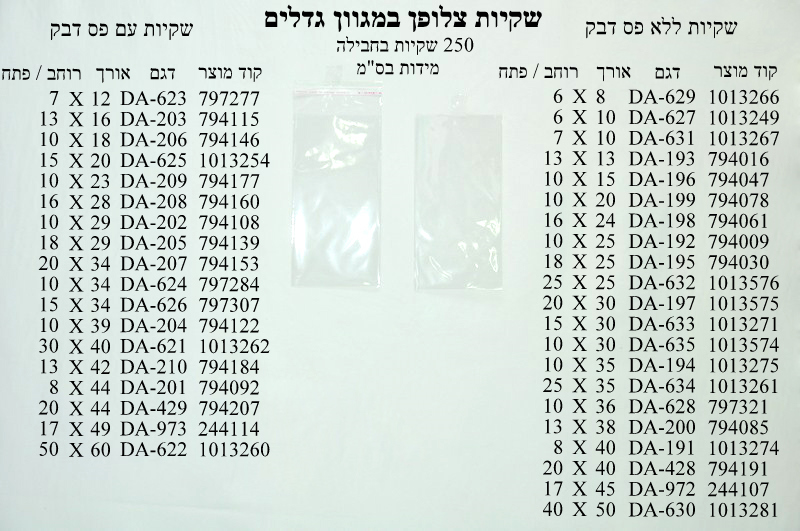 שקיות צלופן במגוון גדלים
250 שקיות בחבילה
מידות בס"מ
שקיות ללא פס דבק
קוד מוצר דגם אורך רוחב / פתח
6 X 8 DA-629 1013266
6 X 10 DA-627 1013249
7 X 10 DA-631 1013267
13 X 13 DA-193 794016
10 X 15 DA-196 794047
10 X 20 DA-199 794078
16 X 24 DA-198 794061
10 X 25 DA-192 794009
18 X 25 DA-195 794030
25 X 25 DA-632 1013576
20 X 30 DA-197 1013575
15 X 30 DA-633 1013271
10 X 30 DA-635 1013574
10 X 35 DA-194 1013275
25 X 35 DA-634 1013261
10 X 36 DA-628 797321
13 X 38 DA-200 794085
8 X 40 DA-191 1013274
20 X 40 DA-428 794191
17 X 45 DA-972 244107
40 X 50 DA-630 1013281
שקיות עם פס דבק
קוד מוצר דגם אורך רוחב / פתח
7 X 12 DA-623 797277
13 X 16 DA-203 794115
10 X 18 DA-206 794146
15 X 20 DA-625 1013254
10 X 23 DA-209 794177
16 X 28 DA-208 794160
10 X 29 DA-202 794108
18 X 29 DA-205 794139
20 X 34 DA-207 794153
10 X 34 DA-624 797284
15 X 34 DA-626 797307
10 X 39 DA-204 794122
30 X 40 DA-621 1013262
13 X 42 DA-210 794184
8 X 44 DA-201 794092
20 X 44 DA-429 794207
17 X 49 DA-973 244114
50 X 60 DA-622 1013260